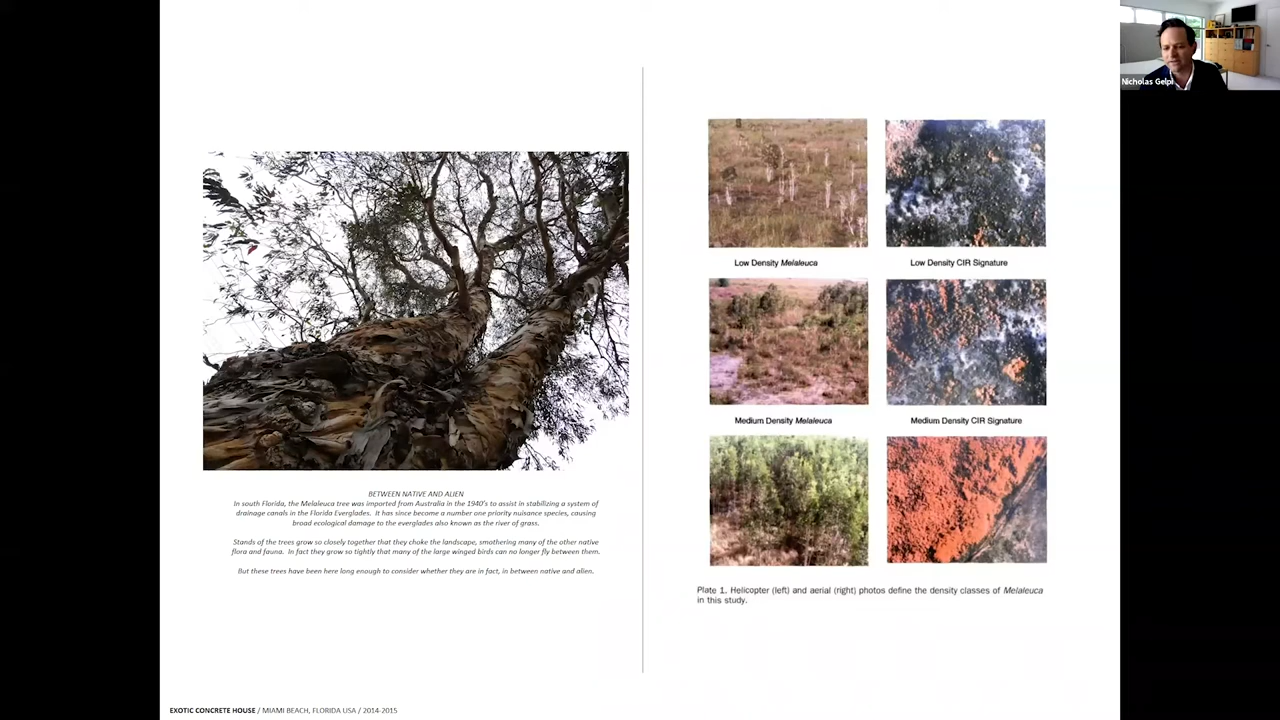 Nicholas Gelpi
Low Density Melaleuca
Low Density CIR Signature
Medium Density Melaleuca
Medium Density CIR Signature
BETWEEN NATIVE AND ALIEN
In south Florida, the Melaleuca tree was imported from Australia in the 1940's to assist in stabilizing a system of
drainage canals in the Florida Everglades. It has since become a number one priority nuisance species, causing
broad ecological damage to the everglades also known as the river of grass.
Stands of the trees grow so closely together that they choke the landscape, smothering many of the other native
flora and fauna. In fact they grow so tightly that many of the large winged birds can no longer fly between them.
But these trees have been here long enough to consider whether they are in fact, in between native and alien.
Plate 1. Helicopter (left) and aerial (right) photos define the density classes of Melaleuca
in this study.
EXOTIC CONCRETE HOUSE / MIAMI BEACH, FLORIDA USA / 2014-2015